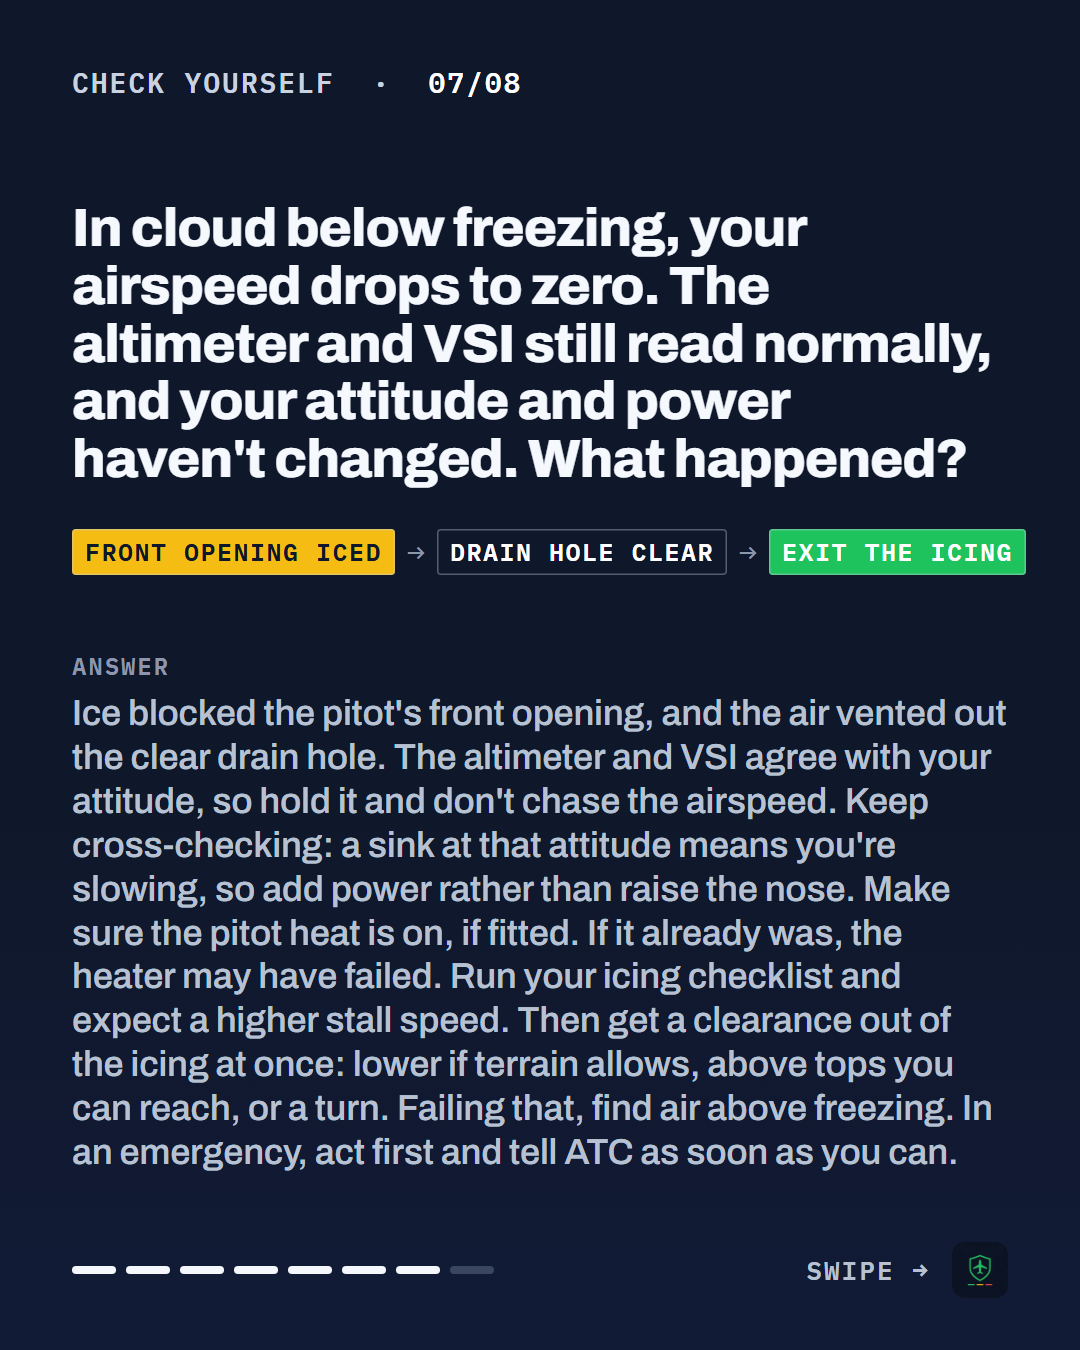 CHECK YOURSELF · 07/08
In cloud below freezing, your
airspeed drops to zero. The
altimeter and VSI still read normally,
and your attitude and power
haven't changed. What happened?
FRONT OPENING ICED → DRAIN HOLE CLEAR → EXIT THE ICING
ANSWER
Ice blocked the pitot's front opening, and the air vented out
the clear drain hole. The altimeter and VSI agree with your
attitude, so hold it and don't chase the airspeed. Keep
cross-checking: a sink at that attitude means you're
slowing, so add power rather than raise the nose. Make
sure the pitot heat is on, if fitted. If it already was, the
heater may have failed. Run your icing checklist and
expect a higher stall speed. Then get a clearance out of
the icing at once: lower if terrain allows, above tops you
can reach, or a turn. Failing that, find air above freezing. In
an emergency, act first and tell ATC as soon as you can.
SWIPE →